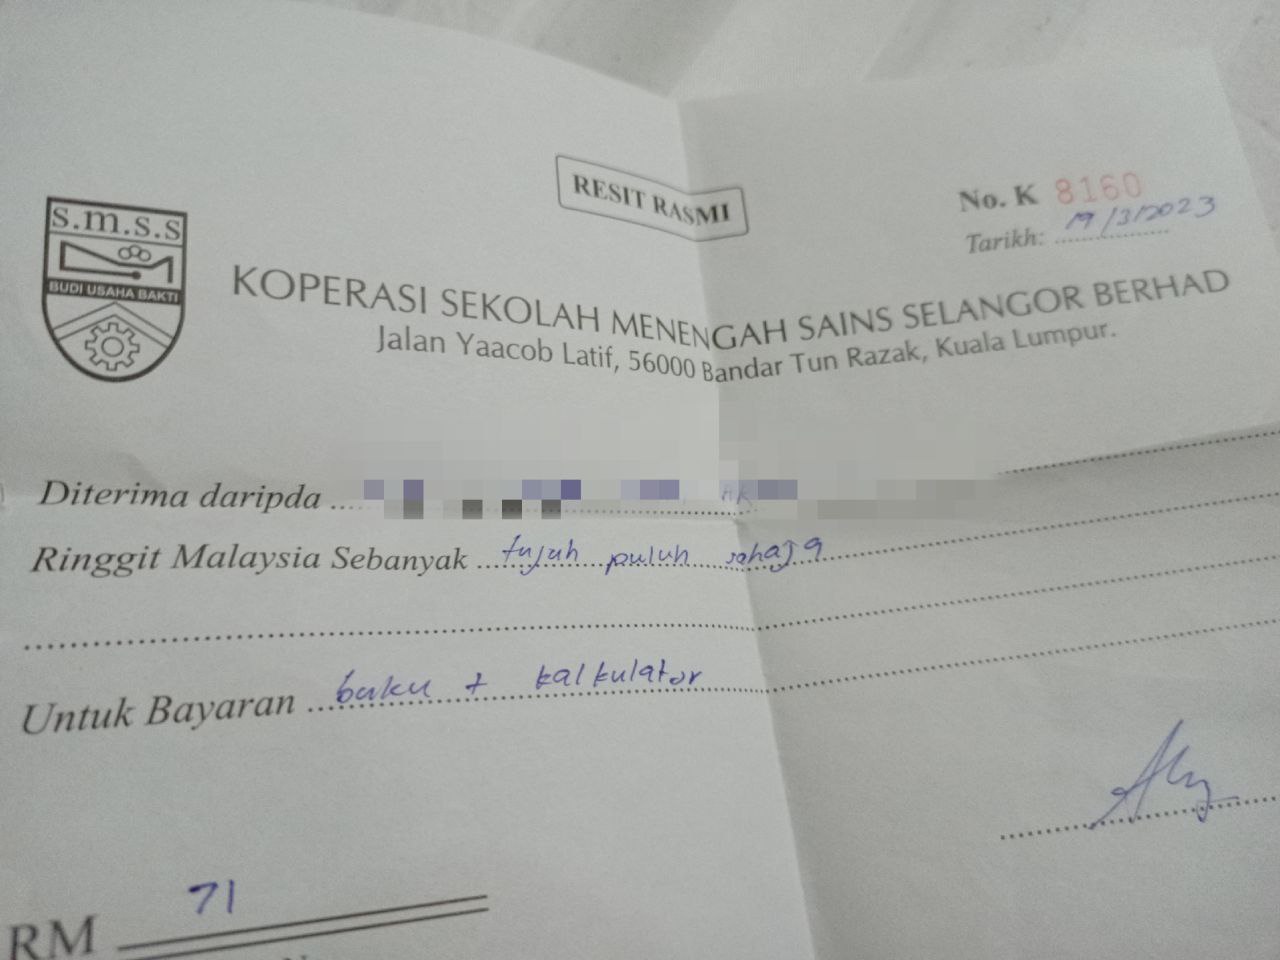 s.m.s.s
BUDI USAHA BAKTI
RESIT RASMI
No. K 8160
Tarikh: 19/3/2023
KOPERASI SEKOLAH MENENGAH SAINS SELANGOR BERHAD
Jalan Yaacob Latif, 56000 Bandar Tun Razak, Kuala Lumpur.
Diterima daripda
Ringgit Malaysia Sebanyak tujuh puluh sahaja
Untuk Bayaran buku + kalkulator
RM 71